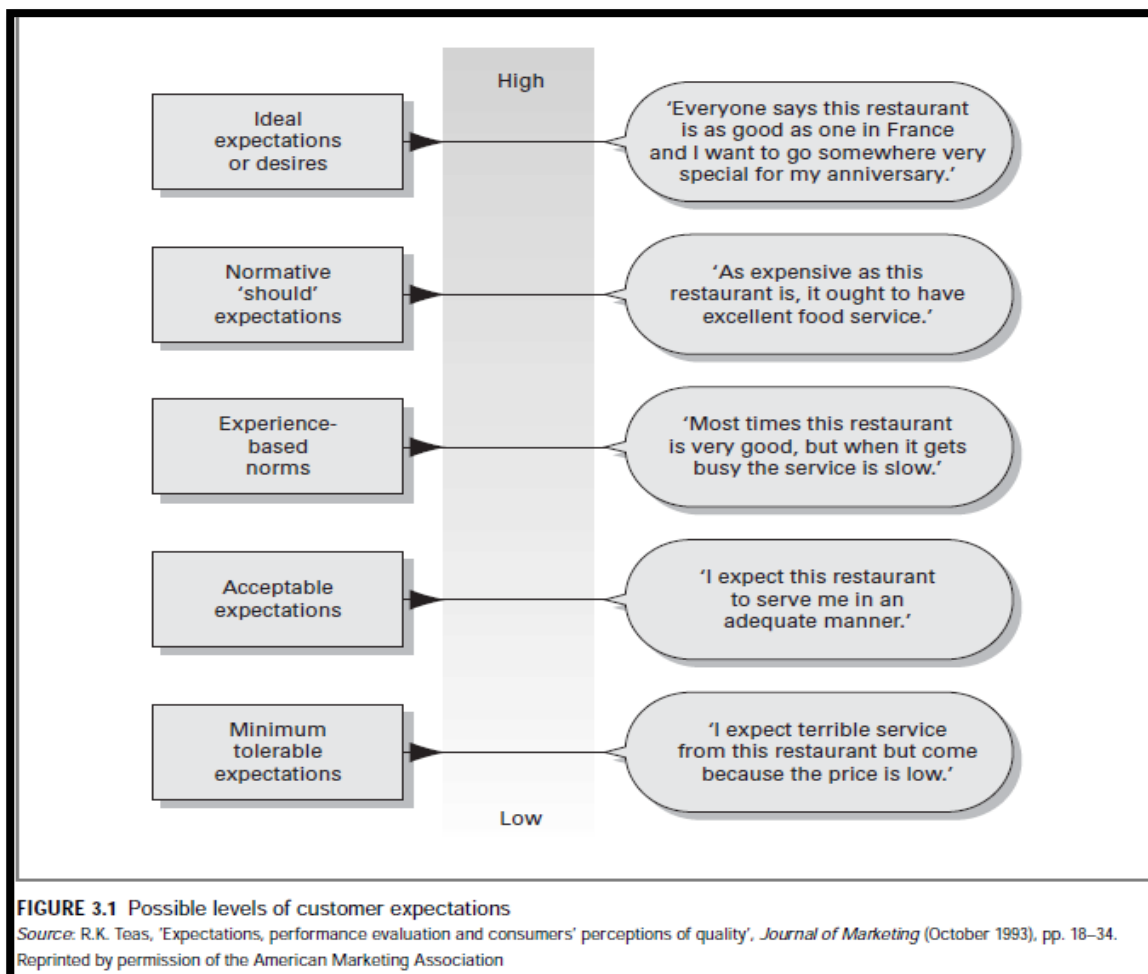 High
Ideal
expectations
or desires
‘Everyone says this restaurant
is as good as one in France
and I want to go somewhere very
special for my anniversary.’
Normative
‘should’
expectations
‘As expensive as this
restaurant is, it ought to have
excellent food service.’
Experience-
based
norms
‘Most times this restaurant
is very good, but when it gets
busy the service is slow.’
Acceptable
expectations
‘I expect this restaurant
to serve me in an
adequate manner.’
Minimum
tolerable
expectations
‘I expect terrible service
from this restaurant but come
because the price is low.’
Low
FIGURE 3.1 Possible levels of customer expectations
Source: R.K. Teas, ‘Expectations, performance evaluation and consumers’ perceptions of quality’, Journal of Marketing (October 1993), pp. 18–34.
Reprinted by permission of the American Marketing Association